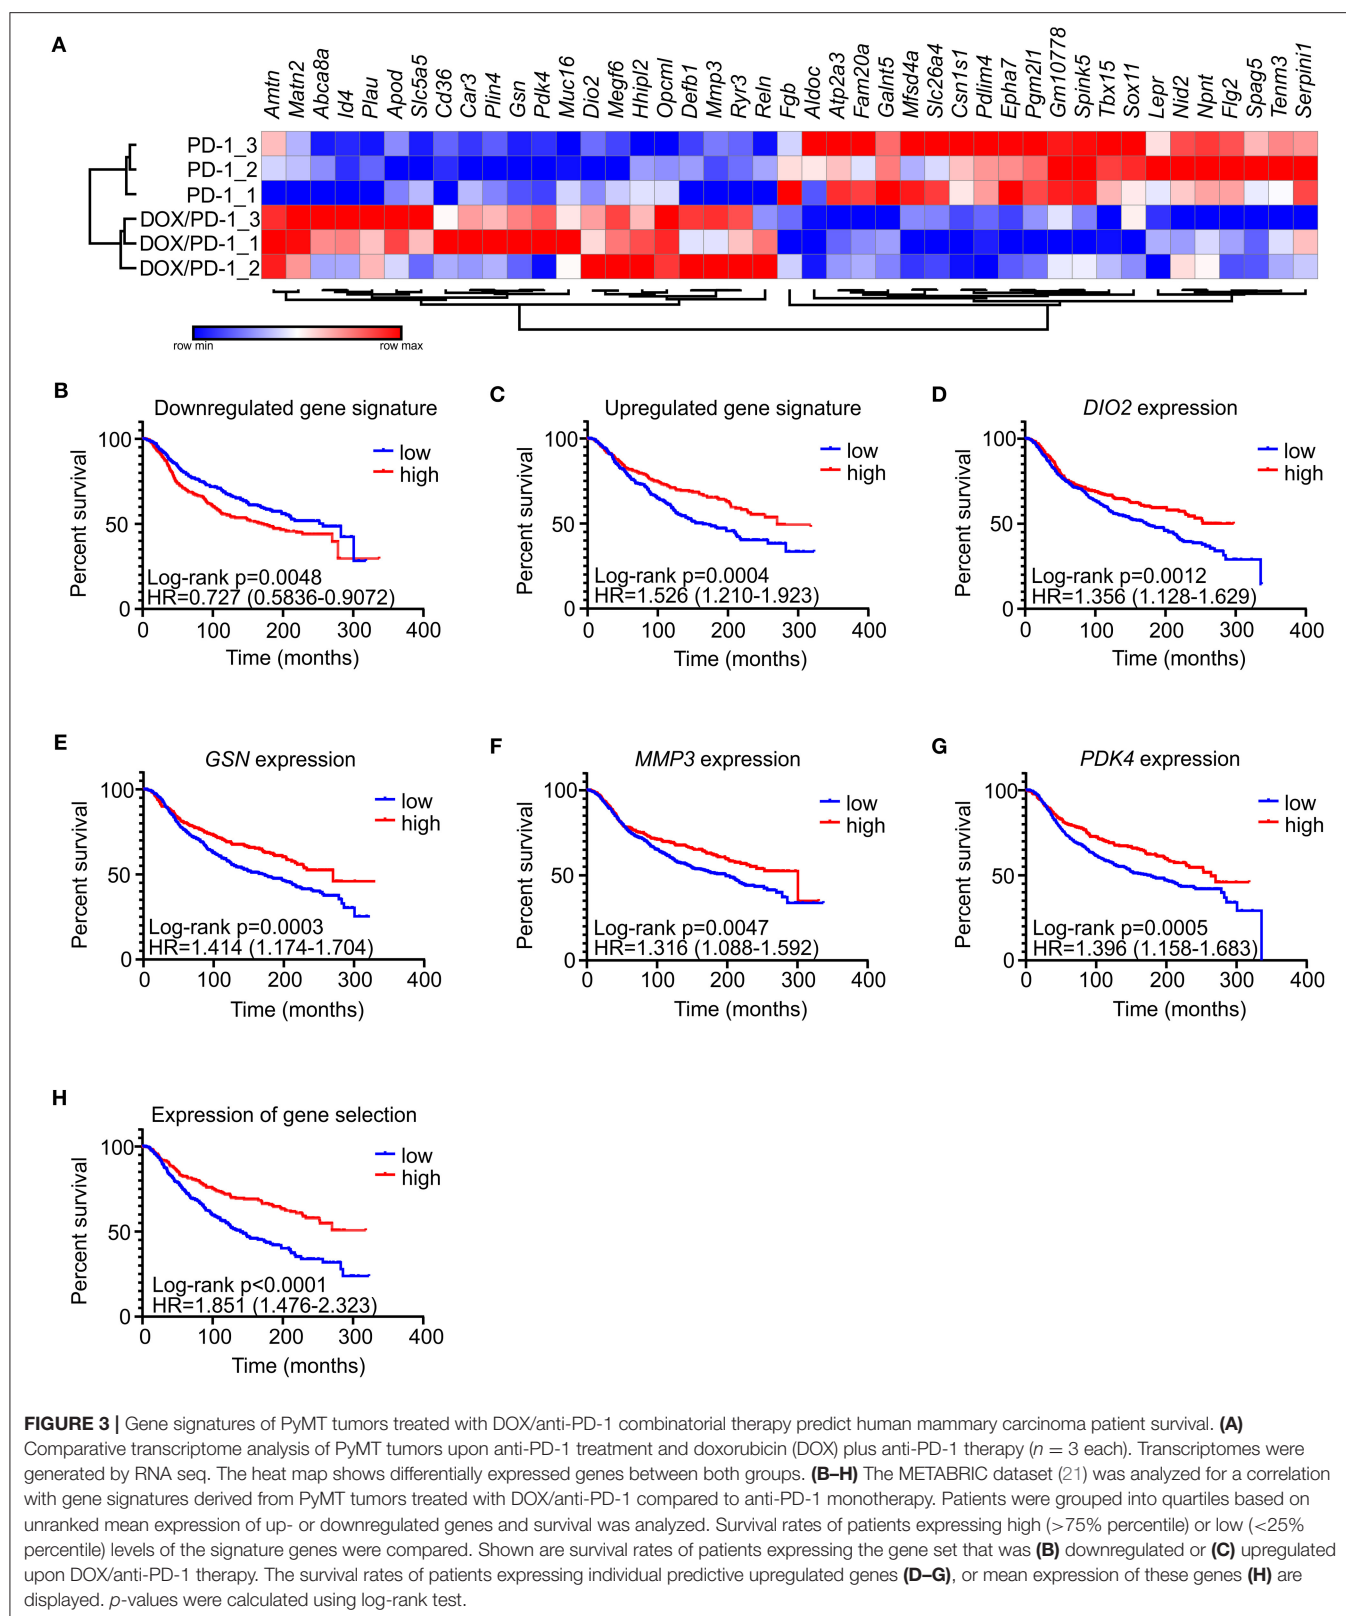 A
Amtn Matn2 Abca8a Id4 Plau Apod Slc5a5 Cd36 Car3 Plin4 Gsn Pdk4 Muc16 Dio2 Megf6 Hhipl2 Opcml Defb1 Mmp3 Ryr3 Reln Fgb Aldoc Atp2a3 Fam20a Galnt5 Mfsd4a Slc26a4 Csn1s1 Pdlim4 Epha7 Pgm2l1 Gm10778 Spink5 Tbx15 Sox11 Lepr Nid2 Npnt Flg2 Spag5 Tenm3 Serpini1
PD-1_3
PD-1_2
PD-1_1
DOX/PD-1_3
DOX/PD-1_1
DOX/PD-1_2
row min row max
B
Downregulated gene signature
Percent survival
100
50
0
low
high
Log-rank p=0.0048
HR=0.727 (0.5836-0.9072)
0 100 200 300 400
Time (months)
C
Upregulated gene signature
Percent survival
100
50
0
low
high
Log-rank p=0.0004
HR=1.526 (1.210-1.923)
0 100 200 300 400
Time (months)
D
DIO2 expression
Percent survival
100
50
0
low
high
Log-rank p=0.0012
HR=1.356 (1.128-1.629)
0 100 200 300 400
Time (months)
E
GSN expression
Percent survival
100
50
0
low
high
Log-rank p=0.0003
HR=1.414 (1.174-1.704)
0 100 200 300 400
Time (months)
F
MMP3 expression
Percent survival
100
50
0
low
high
Log-rank p=0.0047
HR=1.316 (1.088-1.592)
0 100 200 300 400
Time (months)
G
PDK4 expression
Percent survival
100
50
0
low
high
Log-rank p=0.0005
HR=1.396 (1.158-1.683)
0 100 200 300 400
Time (months)
H
Expression of gene selection
Percent survival
100
50
0
low
high
Log-rank p<0.0001
HR=1.851 (1.476-2.323)
0 100 200 300 400
Time (months)
FIGURE 3 | Gene signatures of PyMT tumors treated with DOX/anti-PD-1 combinatorial therapy predict human mammary carcinoma patient survival. (A)
Comparative transcriptome analysis of PyMT tumors upon anti-PD-1 treatment and doxorubicin (DOX) plus anti-PD-1 therapy (n = 3 each). Transcriptomes were
generated by RNA seq. The heat map shows differentially expressed genes between both groups. (B–H) The METABRIC dataset (21) was analyzed for a correlation
with gene signatures derived from PyMT tumors treated with DOX/anti-PD-1 compared to anti-PD-1 monotherapy. Patients were grouped into quartiles based on
unranked mean expression of up- or downregulated genes and survival was analyzed. Survival rates of patients expressing high (>75% percentile) or low (<25%
percentile) levels of the signature genes were compared. Shown are survival rates of patients expressing the gene set that was (B) downregulated or (C) upregulated
upon DOX/anti-PD-1 therapy. The survival rates of patients expressing individual predictive upregulated genes (D–G), or mean expression of these genes (H) are
displayed. p-values were calculated using log-rank test.